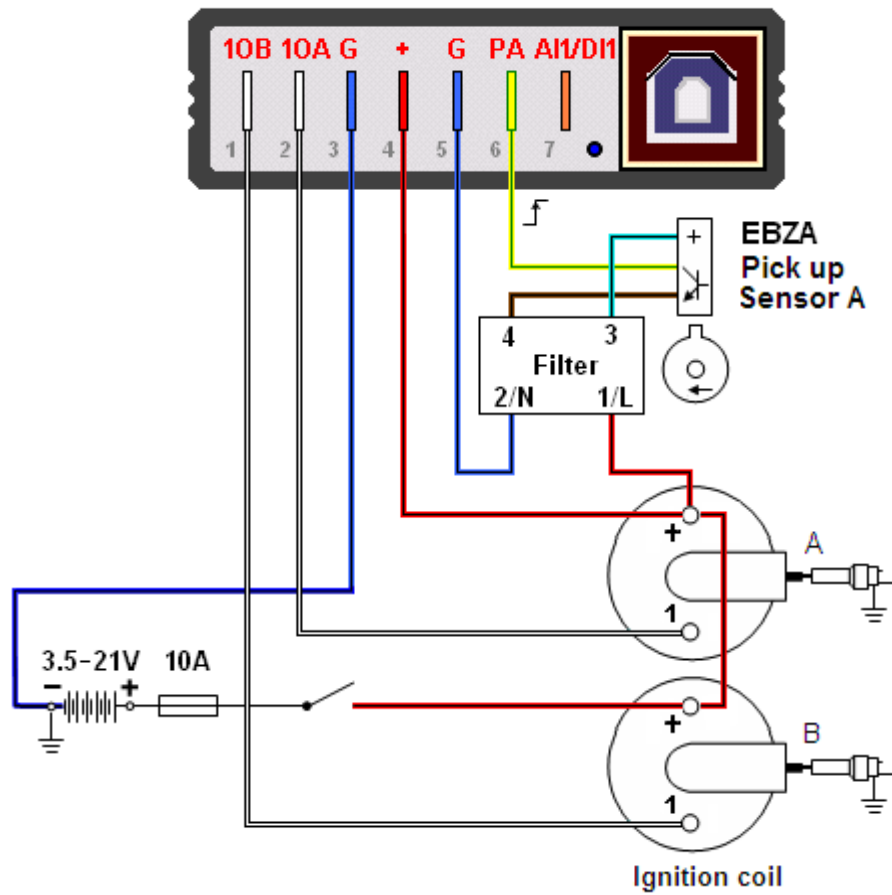 10B 10A G + G PA AI1/DI1
1 2 3 4 5 6 7
+
EBZA
Pick up
Sensor A
4 3
Filter
2/N 1/L
+
A
1
3.5-21V 10A
- +
+
B
1
Ignition coil